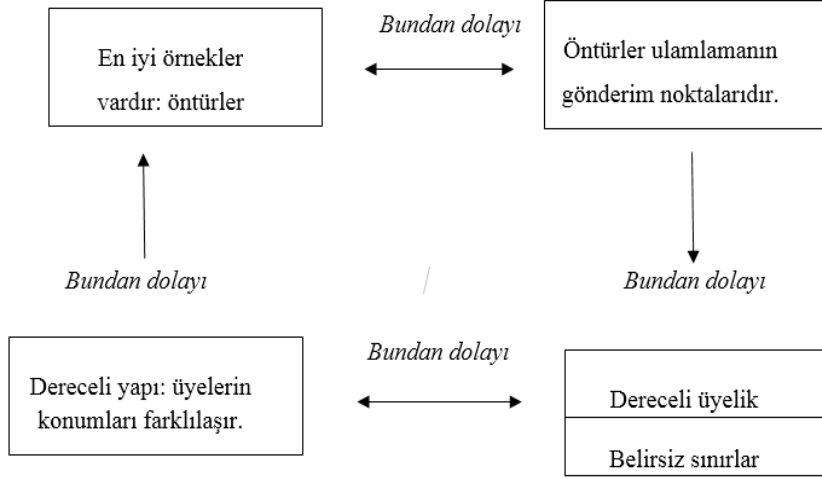 Bundan dolayı
En iyi örnekler
vardır: öntürler
Öntürler ulamlamanın
gönderim noktalarıdır.
Bundan dolayı
Bundan dolayı
Bundan dolayı
Dereceli yapı: üyelerin
konumları farklılaşır.
Dereceli üyelik
Belirsiz sınırlar